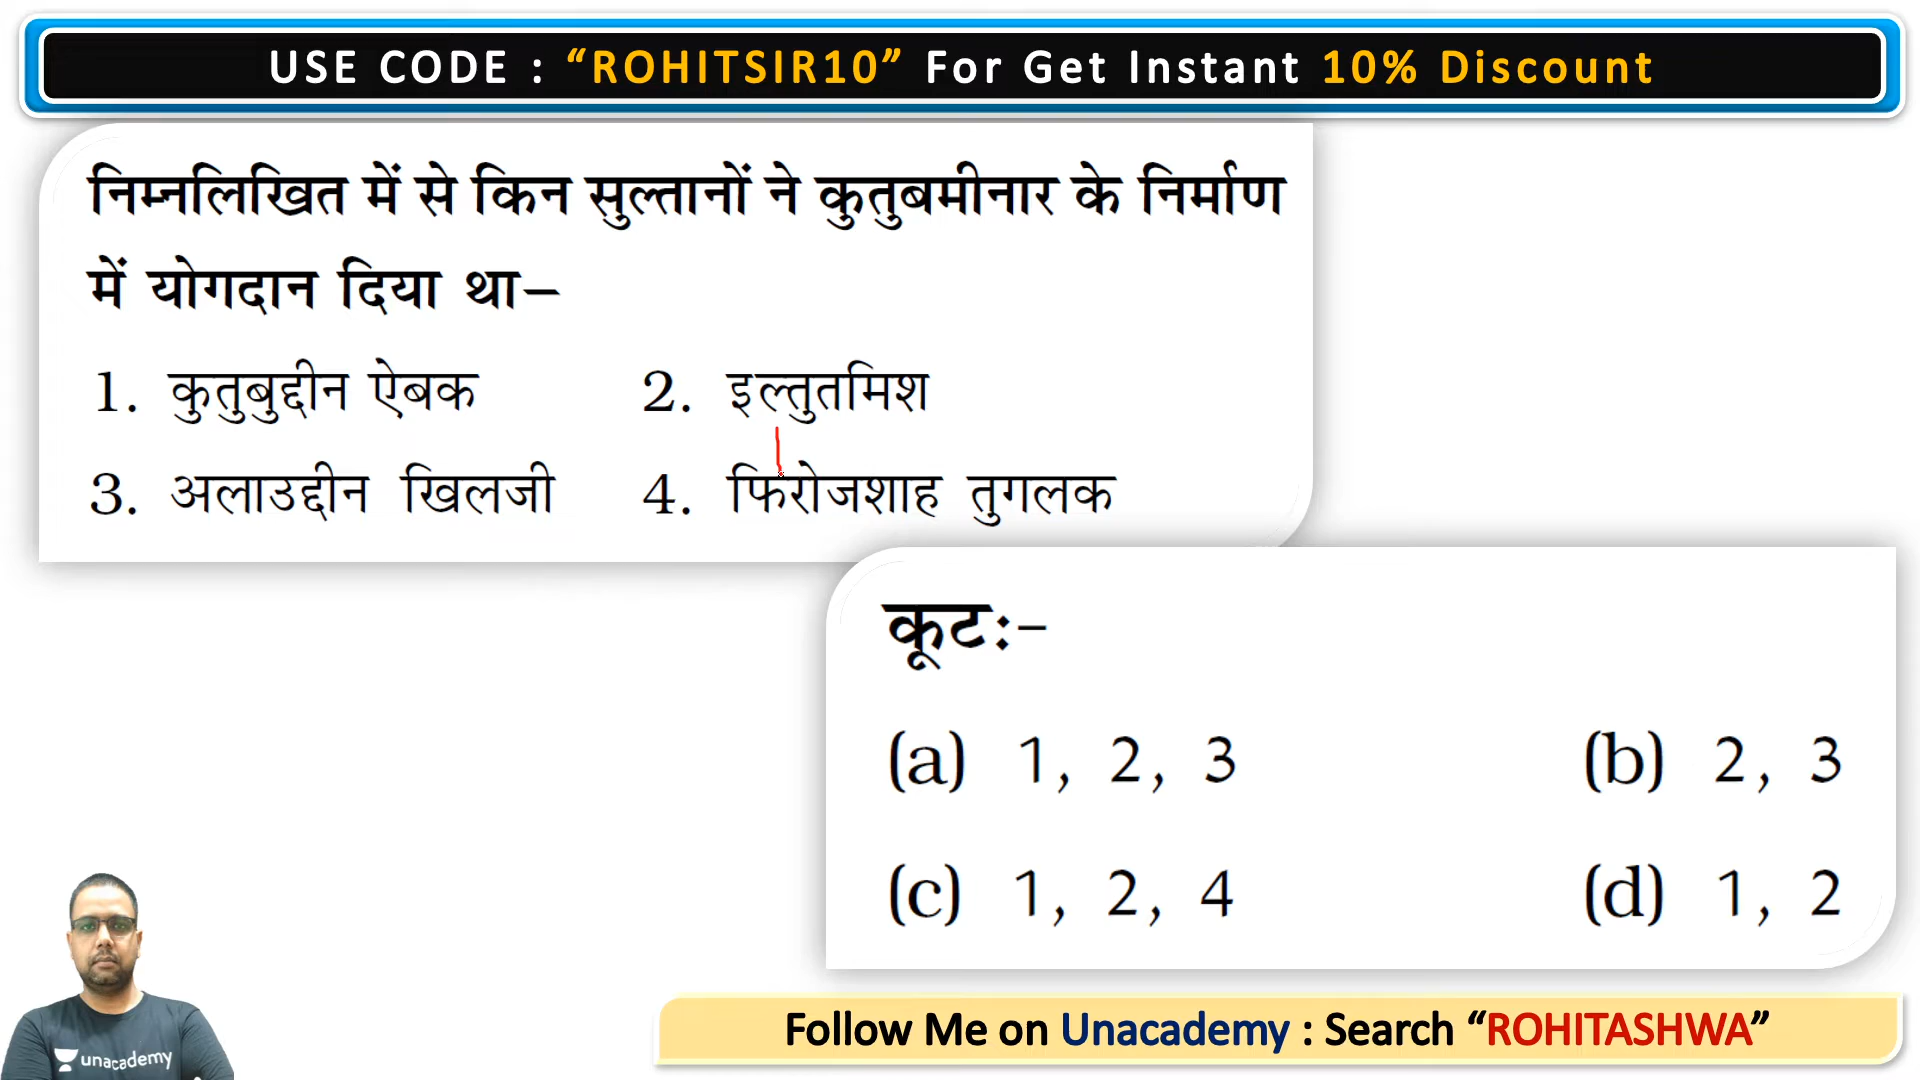 USE CODE : “ROHITSIR10” For Get Instant 10% Discount
निम्नलिखित में से किन सुल्तानों ने कुतुबमीनार के निर्माण
में योगदान दिया था–
1. कुतुबुद्दीन ऐबक 2. इल्तुतमिश
3. अलाउद्दीन खिलजी 4. फिरोजशाह तुगलक
कूटः–
(a) 1, 2, 3 (b) 2, 3
(c) 1, 2, 4 (d) 1, 2
unacademy
Follow Me on Unacademy : Search “ROHITASHWA”